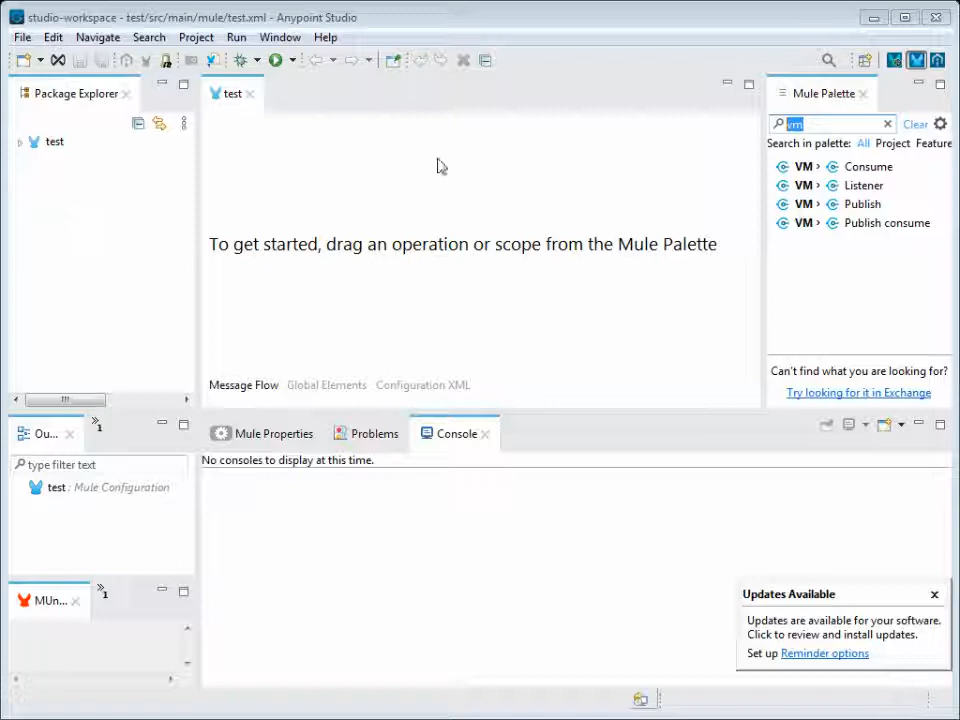 studio-workspace - test/src/main/mule/test.xml - Anypoint Studio
File Edit Navigate Search Project Run Window Help
Package Explorer
test
Mule Palette
test
vm
Clear
Search in palette: All Project Feature
VM › Consume
VM › Listener
VM › Publish
VM › Publish consume
To get started, drag an operation or scope from the Mule Palette
Can't find what you are looking for?
Try looking for it in Exchange
Message Flow Global Elements Configuration XML
Ou... »1
Mule Properties Problems Console
type filter text
No consoles to display at this time.
test : Mule Configuration
MUn... »1
Updates Available
Updates are available for your software.
Click to review and install updates.
Set up Reminder options